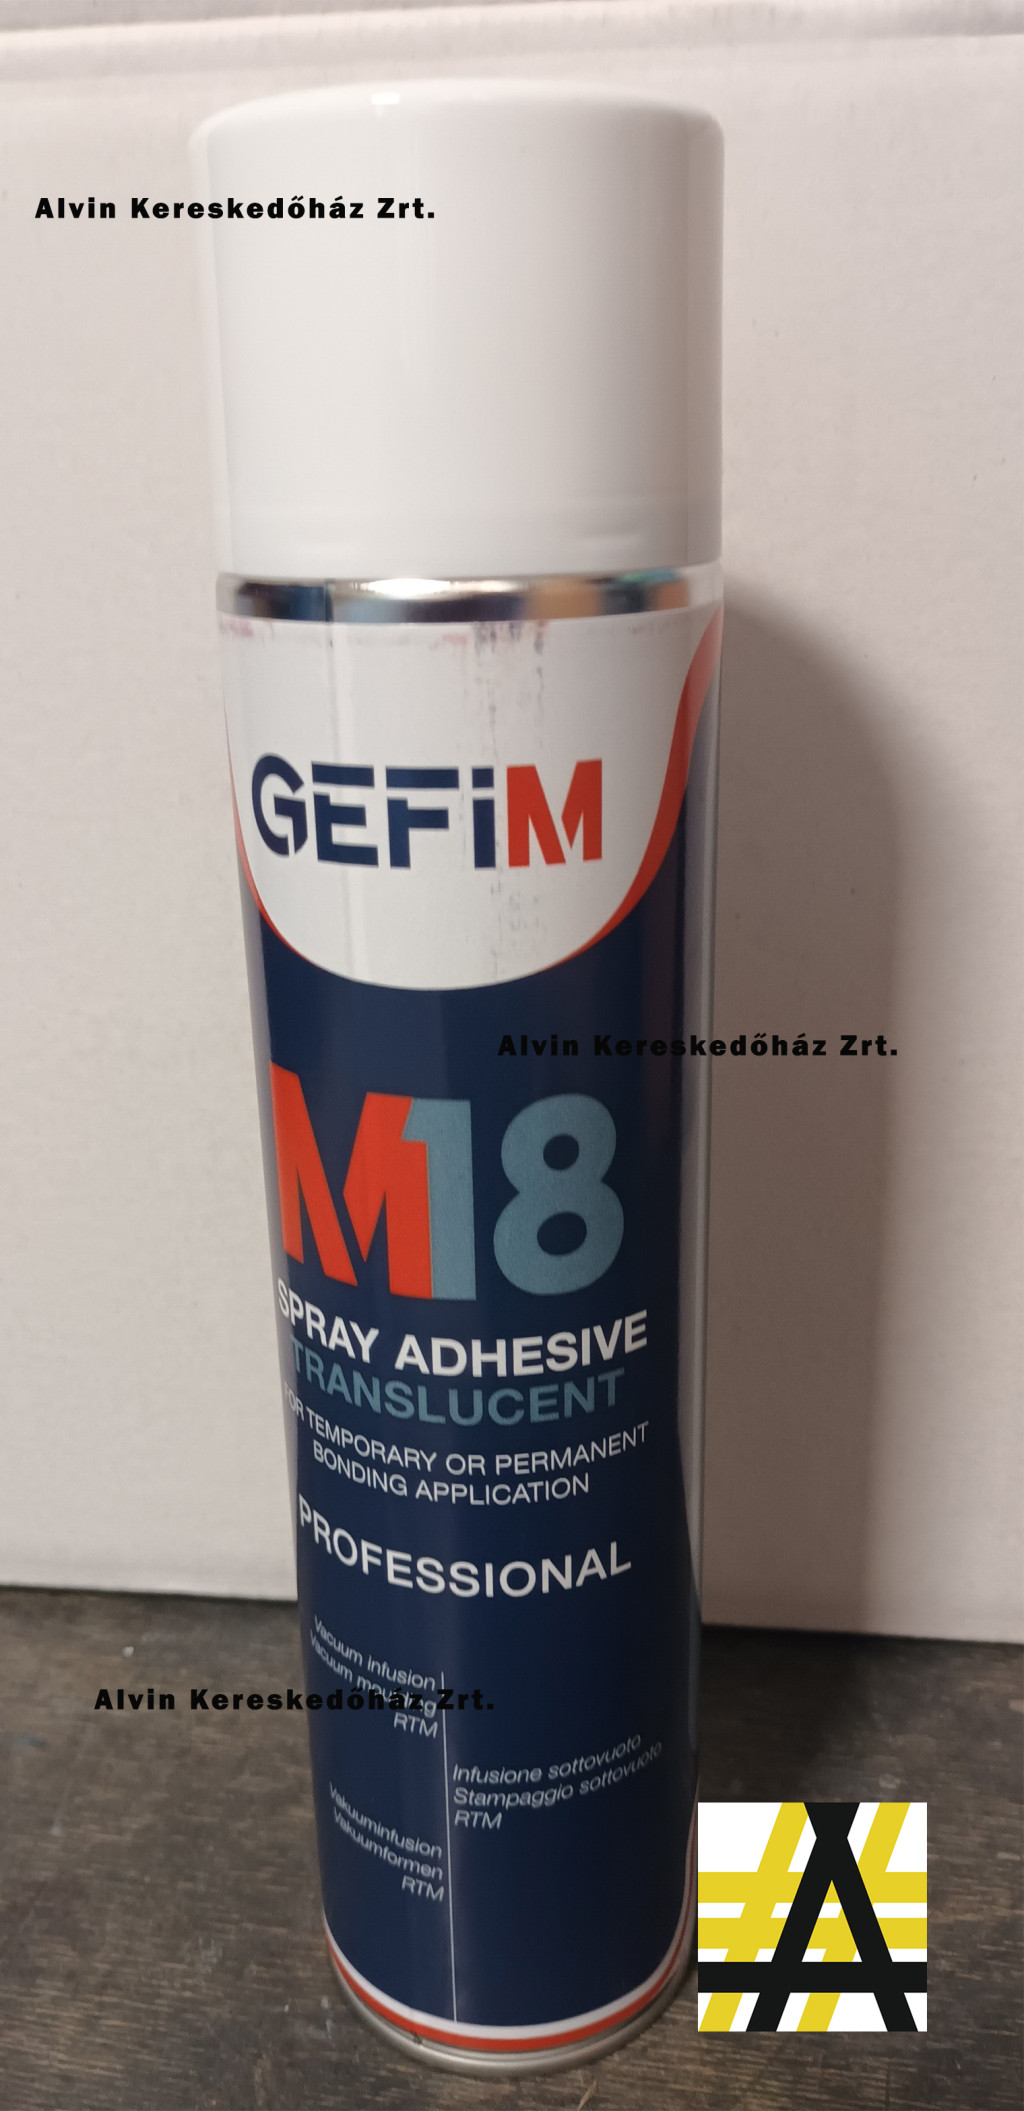 Alvin Kereskedőház Zrt.
GEFiM
Alvin Kereskedőház Zrt.
M18
SPRAY ADHESIVE
TRANSLUCENT
FOR TEMPORARY OR PERMANENT
BONDING APPLICATION
PROFESSIONAL
Vacuum infusion
Vacuum moulding
RTM
Alvin Kereskedőház Zrt.
Infusione sottovuoto
Stampaggio sottovuoto
RTM
Vakuuminfusion
Vakuumformen
RTM